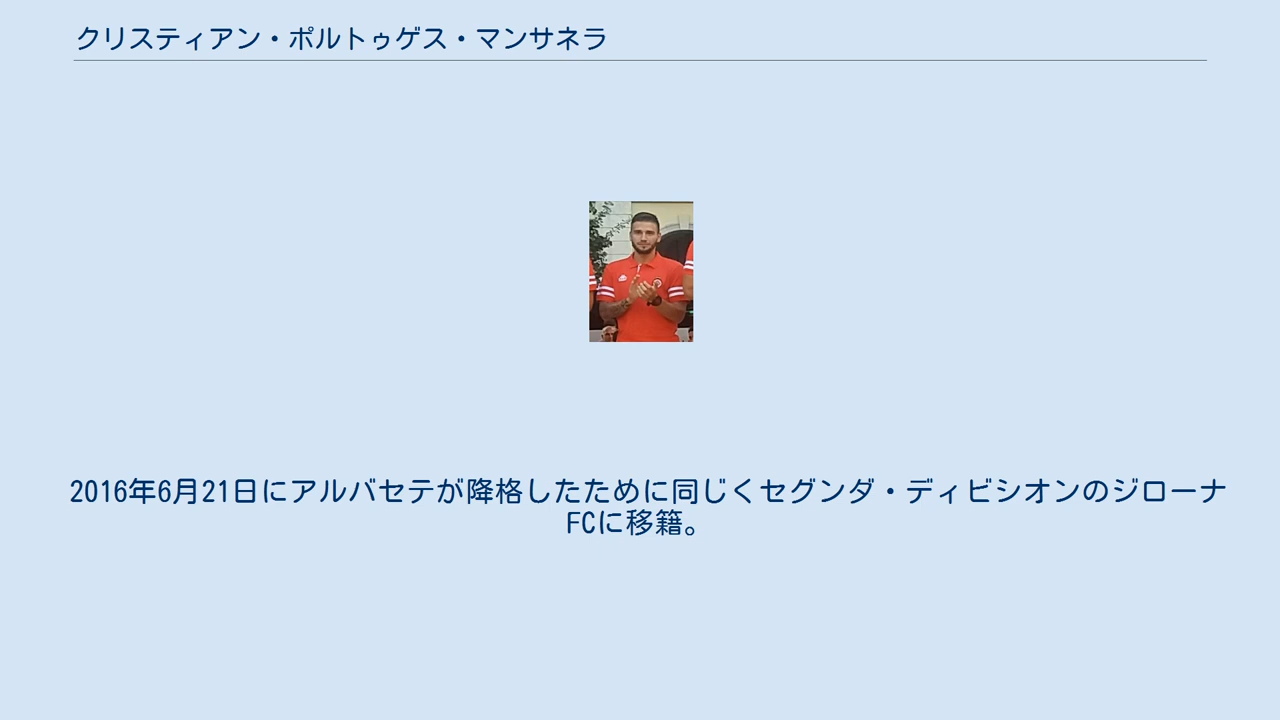 クリスティアン・ポルトゥゲス・マンサネラ
2016年6月21日にアルバセテが降格したために同じくセグンダ・ディビシオンのジローナ
FCに移籍。